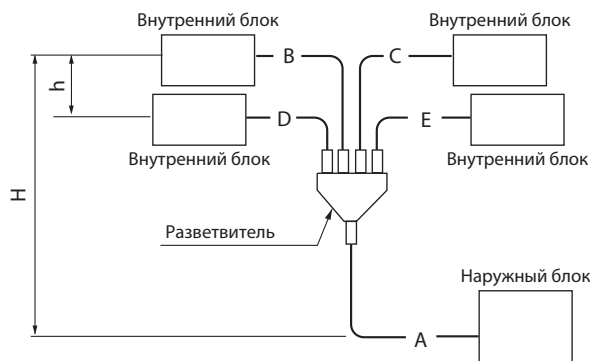 Внутренний блок
Внутренний блок
B
C
h
D
E
Внутренний блок
Внутренний блок
H
Разветвитель
Наружный блок
A